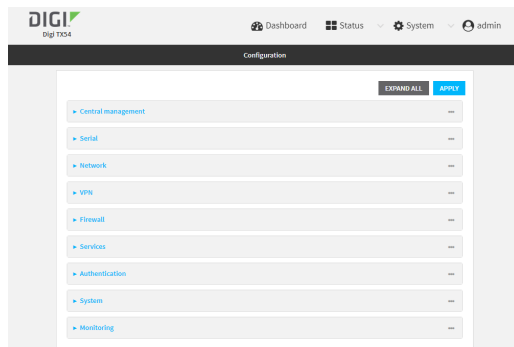 DIGI
Digi TX54
Dashboard Status System admin
Configuration
EXPAND ALL APPLY
Central management
Serial
Network
VPN
Firewall
Services
Authentication
System
Monitoring